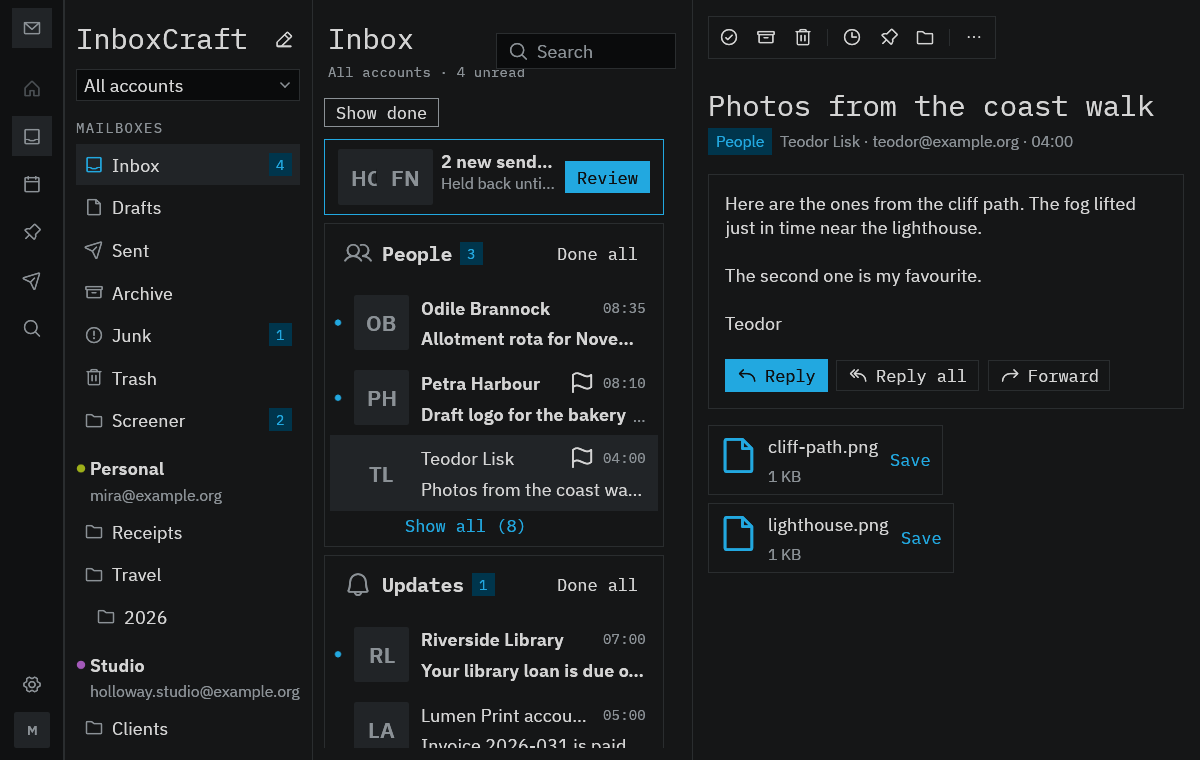 InboxCraft
All accounts
MAILBOXES
Inbox 4
Drafts
Sent
Archive
Junk 1
Trash
Screener 2
Personal
mira@example.org
Receipts
Travel
2026
Studio
holloway.studio@example.org
Clients
M
Inbox
Search
All accounts · 4 unread
Show done
HC FN
2 new send...
Held back unti...
Review
People 3
Done all
OB
Odile Brannock 08:35
Allotment rota for Nove...
PH
Petra Harbour 08:10
Draft logo for the bakery ...
TL
Teodor Lisk 04:00
Photos from the coast wa...
Show all (8)
Updates 1
Done all
RL
Riverside Library 07:00
Your library loan is due o...
LA
Lumen Print accou... 05:00
Invoice 2026-031 is paid
Photos from the coast walk
People Teodor Lisk · teodor@example.org · 04:00
Here are the ones from the cliff path. The fog lifted
just in time near the lighthouse.
The second one is my favourite.
Teodor
Reply
Reply all
Forward
cliff-path.png
1 KB
Save
lighthouse.png
1 KB
Save